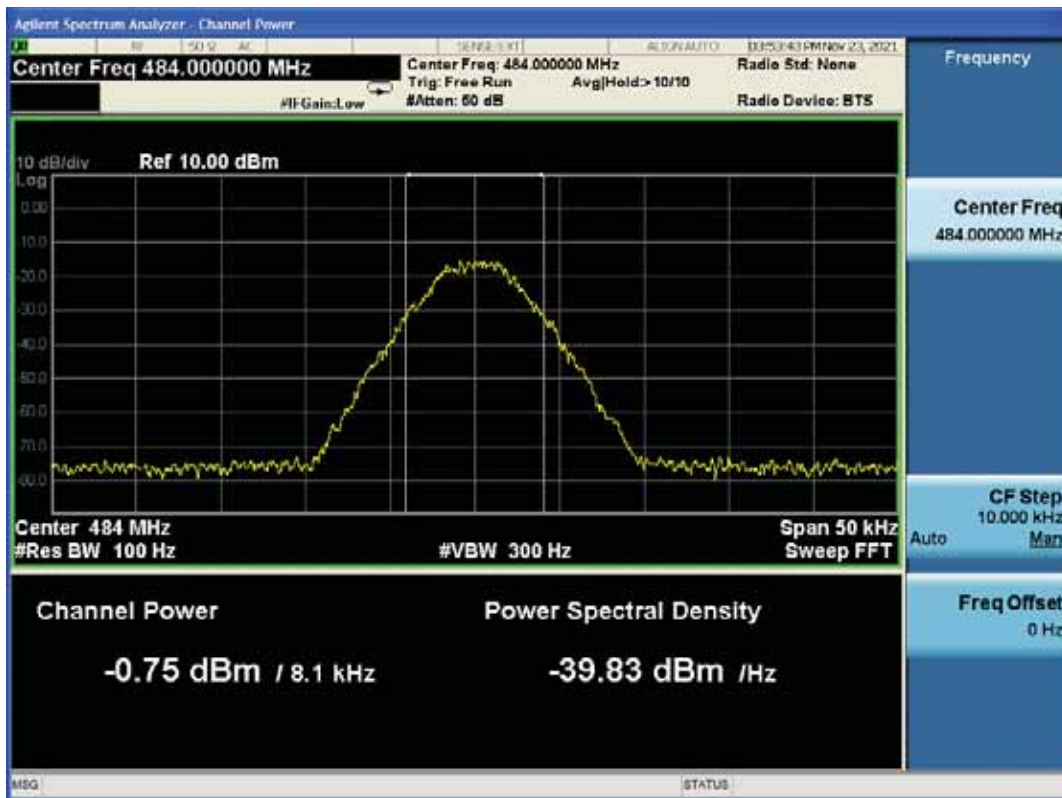 Agilent Spectrum Analyzer - Channel Power
RF 50 Ω AC SENSE:EXT ALIGN AUTO 03:53:43 PM Nov 23, 2021
Center Freq 484.000000 MHz
Center Freq: 484.000000 MHz
Radio Std: None
Trig: Free Run Avg|Hold:> 10/10
#IFGain:Low
#Atten: 60 dB
Radio Device: BTS
10 dB/div Ref 10.00 dBm
Log
0.00
-10.0
-20.0
-30.0
-40.0
-50.0
-60.0
-70.0
-80.0
Center 484 MHz Span 50 kHz
#Res BW 100 Hz #VBW 300 Hz Sweep FFT
Channel Power
Power Spectral Density
-0.75 dBm / 8.1 kHz
-39.83 dBm /Hz
MSG STATUS
Frequency
Center Freq
484.000000 MHz
CF Step
10.000 kHz
Auto Man
Freq Offset
0 Hz